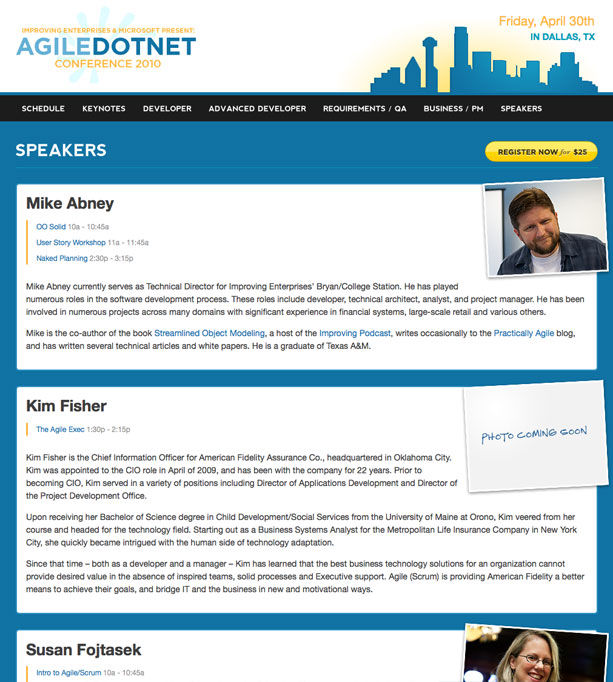 IMPROVING ENTERPRISES & MICROSOFT PRESENT:
AGILEDOTNET
CONFERENCE 2010
Friday, April 30th
IN DALLAS, TX
SCHEDULE KEYNOTES DEVELOPER ADVANCED DEVELOPER REQUIREMENTS / QA BUSINESS / PM SPEAKERS
SPEAKERS
REGISTER NOW for $25
Mike Abney
OO Solid 10a - 10:45a
User Story Workshop 11a - 11:45a
Naked Planning 2:30p - 3:15p
Mike Abney currently serves as Technical Director for Improving Enterprises' Bryan/College Station. He has played
numerous roles in the software development process. These roles include developer, technical architect, analyst, and project manager. He has been
involved in numerous projects across many domains with significant experience in financial systems, large-scale retail and various others.
Mike is the co-author of the book Streamlined Object Modeling, a host of the Improving Podcast, writes occasionally to the Practically Agile blog,
and has written several technical articles and white papers. He is a graduate of Texas A&M.
Kim Fisher
The Agile Exec 1:30p - 2:15p
PHOTO COMING SOON
Kim Fisher is the Chief Information Officer for American Fidelity Assurance Co., headquartered in Oklahoma City.
Kim was appointed to the CIO role in April of 2009, and has been with the company for 22 years. Prior to
becoming CIO, Kim served in a variety of positions including Director of Applications Development and Director of
the Project Development Office.
Upon receiving her Bachelor of Science degree in Child Development/Social Services from the University of Maine at Orono, Kim veered from her
course and headed for the technology field. Starting out as a Business Systems Analyst for the Metropolitan Life Insurance Company in New York
City, she quickly became intrigued with the human side of technology adaptation.
Since that time – both as a developer and a manager – Kim has learned that the best business technology solutions for an organization cannot
provide desired value in the absence of inspired teams, solid processes and Executive support. Agile (Scrum) is providing American Fidelity a better
means to achieve their goals, and bridge IT and the business in new and motivational ways.
Susan Fojtasek
Intro to Agile/Scrum 10a - 10:45a